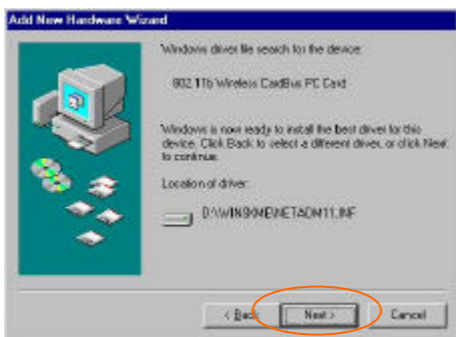 Add New Hardware Wizard
Windows driver file search for the device:
802.11b Wireless CardBus PC Card
Windows is now ready to install the best driver for this
device. Click Back to select a different driver, or click Next
to continue.
Location of driver:
D:\WIN9XME\NETADM11.INF
< Back
Next >
Cancel